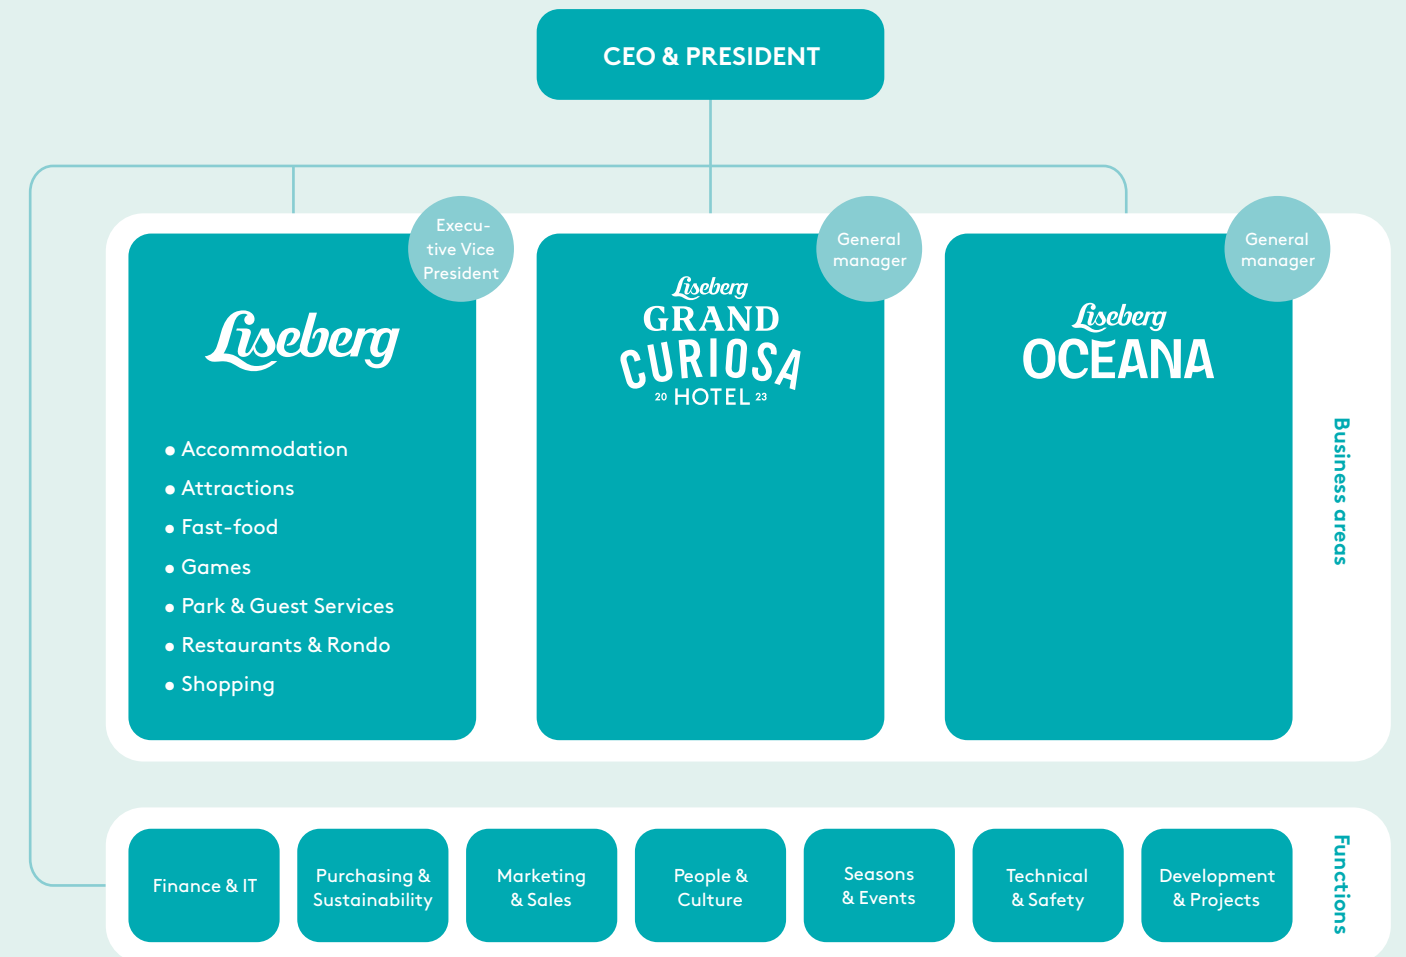 CEO & PRESIDENT
Execu-
tive Vice
President
Liseberg
• Accommodation
• Attractions
• Fast-food
• Games
• Park & Guest Services
• Restaurants & Rondo
• Shopping
General
manager
Liseberg
GRAND
CURIOSA
20 HOTEL 23
General
manager
Liseberg
OCEANA
Business areas
Finance & IT
Purchasing &
Sustainability
Marketing
& Sales
People &
Culture
Seasons
& Events
Technical
& Safety
Development
& Projects
Functions